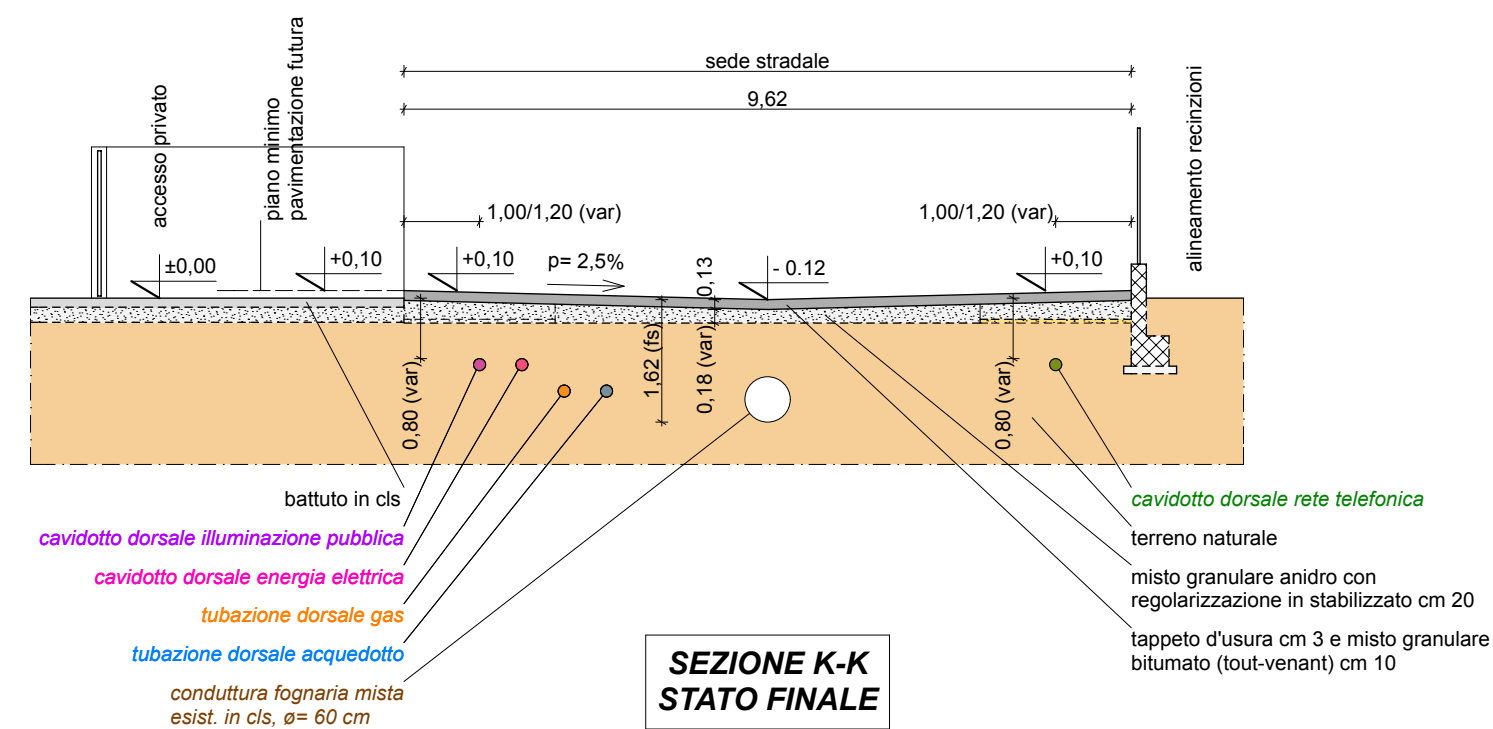 sede stradale
9,62
accesso privato
piano minimo
pavimentazione futura
alineamento recinzioni
1,00/1,20 (var)
1,00/1,20 (var)
±0,00
+0,10
+0,10
p= 2,5%
0,13
- 0.12
+0,10
0,80 (var)
1,62 (fs)
0,18 (var)
0,80 (var)
battuto in cls
cavidotto dorsale illuminazione pubblica
cavidotto dorsale energia elettrica
tubazione dorsale gas
tubazione dorsale acquedotto
conduttura fognaria mista
esist. in cls, ø= 60 cm
SEZIONE K-K
STATO FINALE
cavidotto dorsale rete telefonica
terreno naturale
misto granulare anidro con
regolarizzazione in stabilizzato cm 20
tappeto d'usura cm 3 e misto granulare
bitumato (tout-venant) cm 10